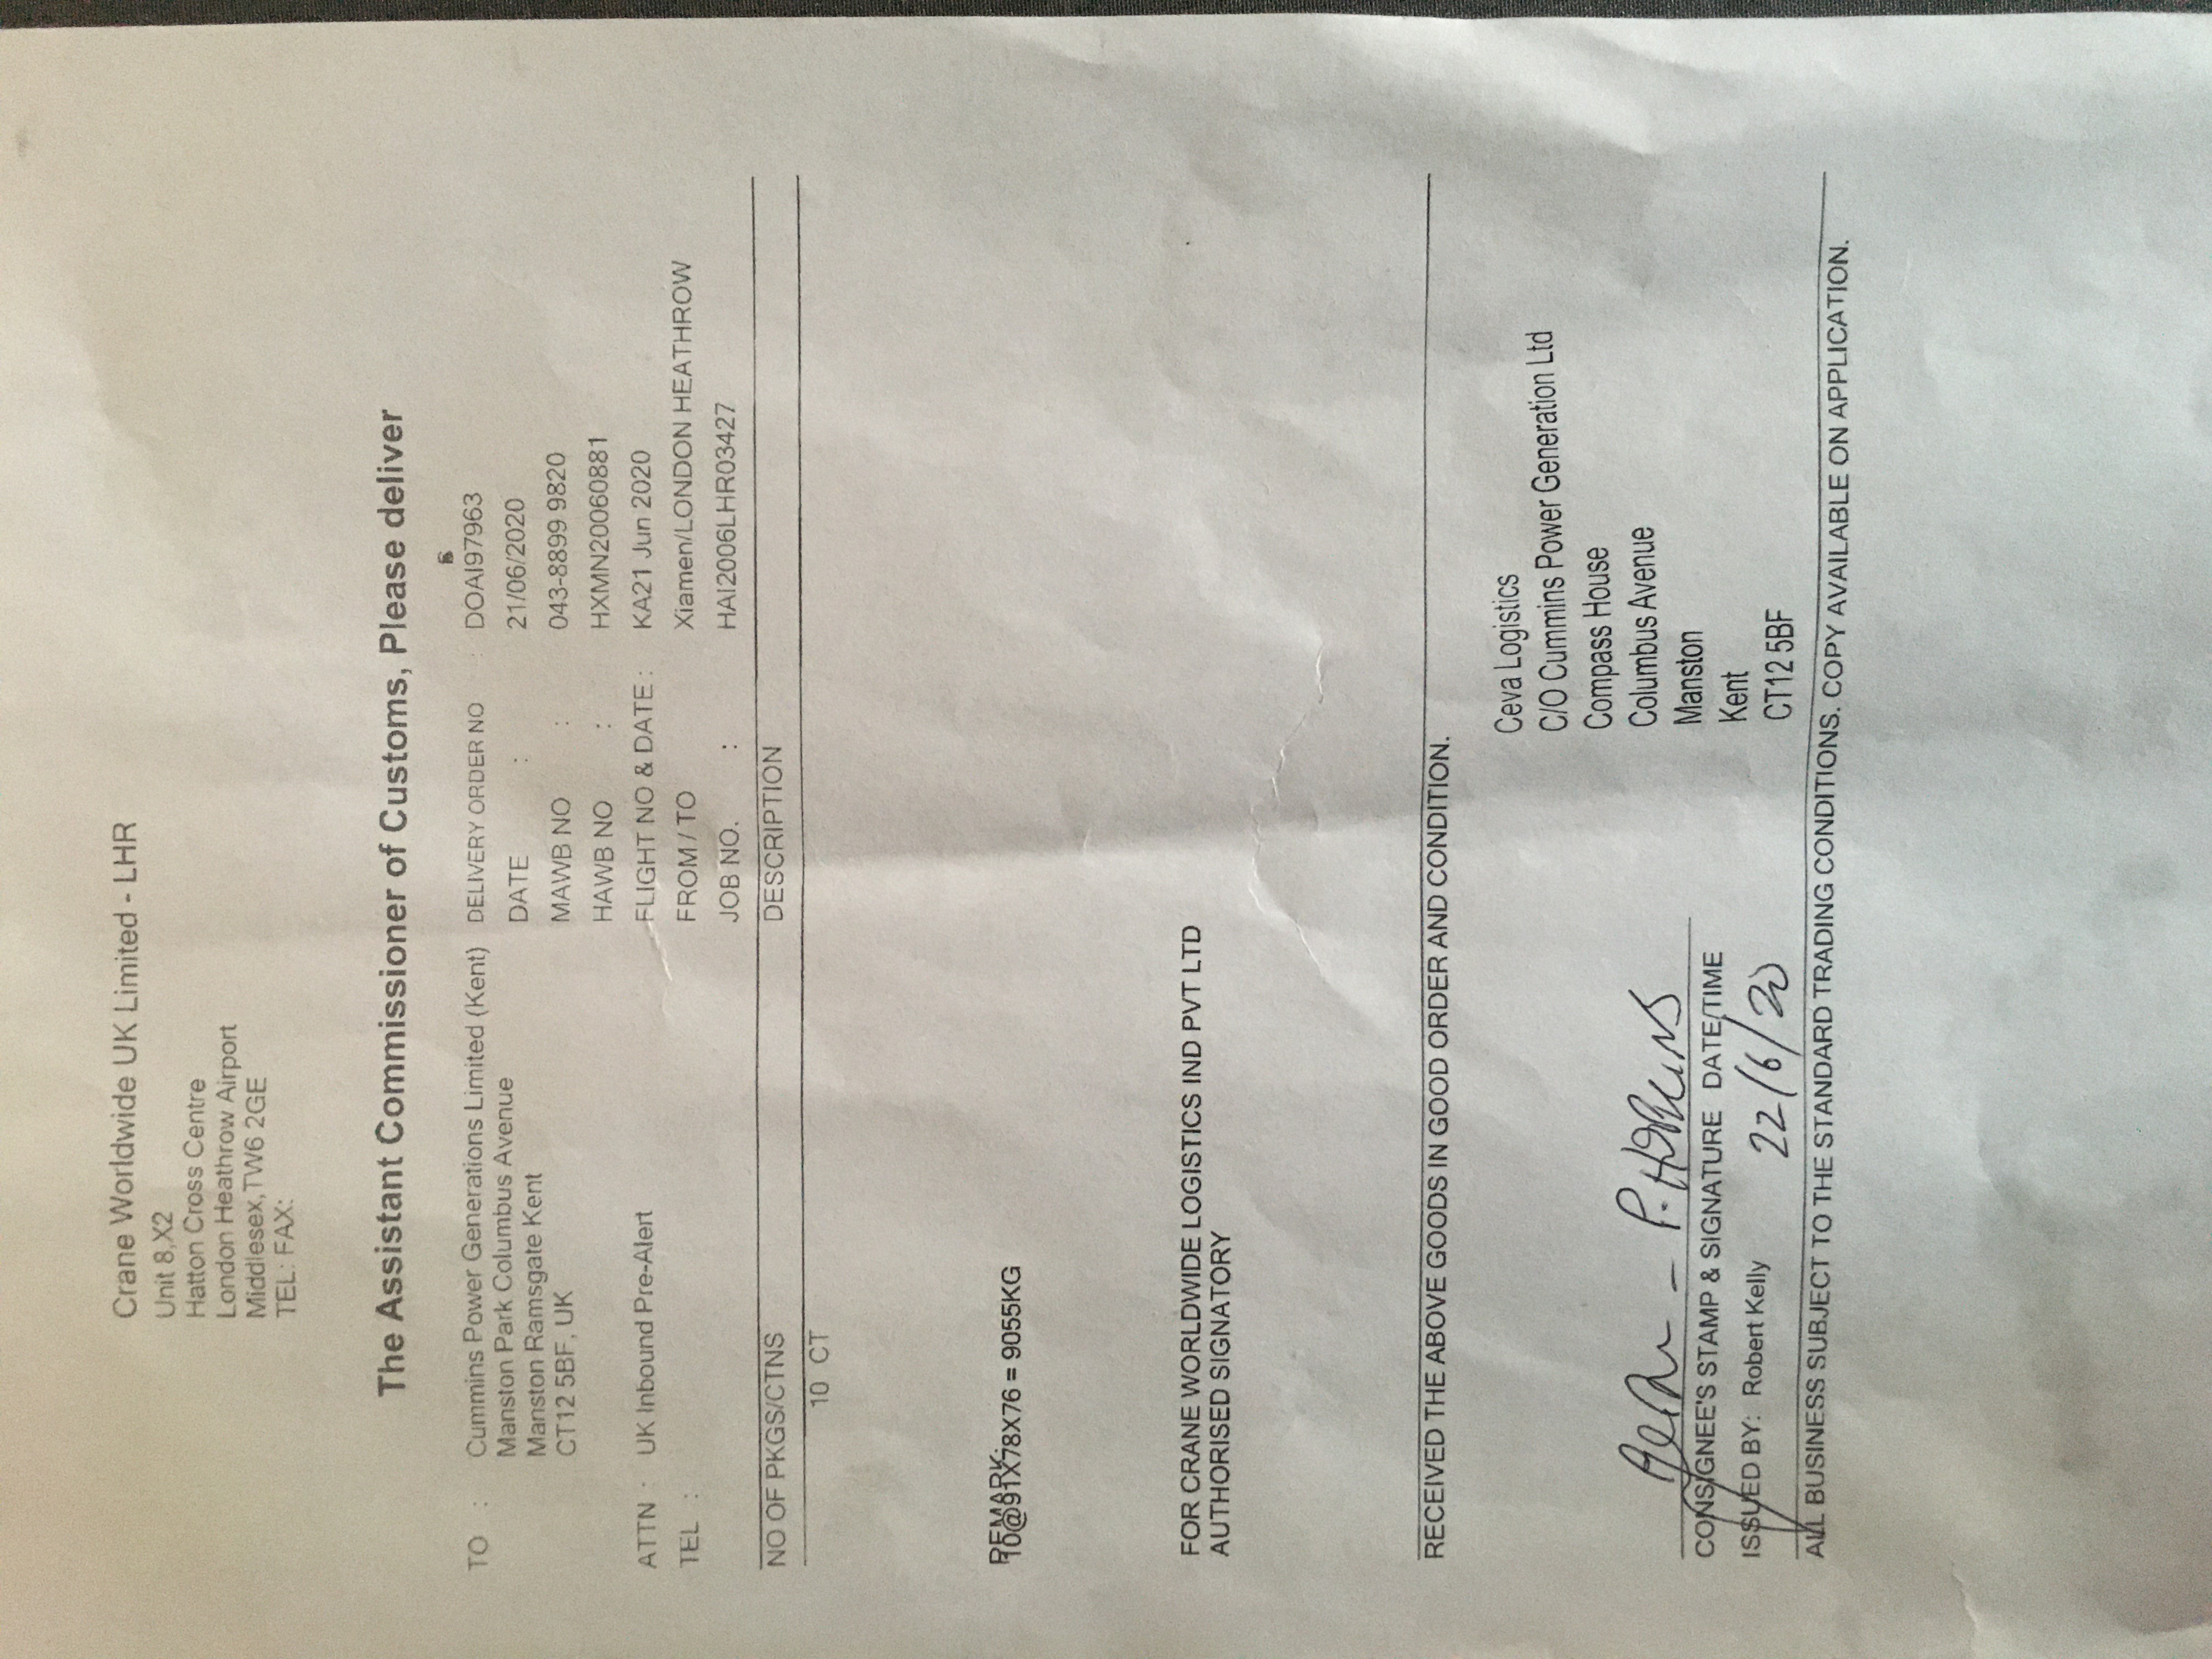 Crane Worldwide UK Limited - LHR
Unit 8,X2
Hatton Cross Centre
London Heathrow Airport
Middlesex,TW6 2GE
TEL: FAX:
The Assistant Commissioner of Customs, Please deliver
TO : Cummins Power Generations Limited (Kent)
Manston Park Columbus Avenue
Manston Ramsgate Kent
CT12 5BF, UK
ATTN : UK Inbound Pre-Alert
TEL :
DELIVERY ORDER NO : DOAI97963
DATE : 21/06/2020
MAWB NO : 043-8899 9820
HAWB NO : HXMN20060881
FLIGHT NO & DATE : KA21 Jun 2020
FROM / TO Xiamen/LONDON HEATHROW
JOB NO. : HAI2006LHR03427
NO OF PKGS/CTNS DESCRIPTION
10 CT
REMARK:
10@91X78X76 = 9055KG
FOR CRANE WORLDWIDE LOGISTICS IND PVT LTD
AUTHORISED SIGNATORY
RECEIVED THE ABOVE GOODS IN GOOD ORDER AND CONDITION.
Ceva Logistics
C/O Cummins Power Generation Ltd
Compass House
Columbus Avenue
Manston
Kent
CT12 5BF
CONSIGNEE'S STAMP & SIGNATURE DATE/TIME
ISSUED BY: Robert Kelly
22/6/20
ALL BUSINESS SUBJECT TO THE STANDARD TRADING CONDITIONS. COPY AVAILABLE ON APPLICATION.